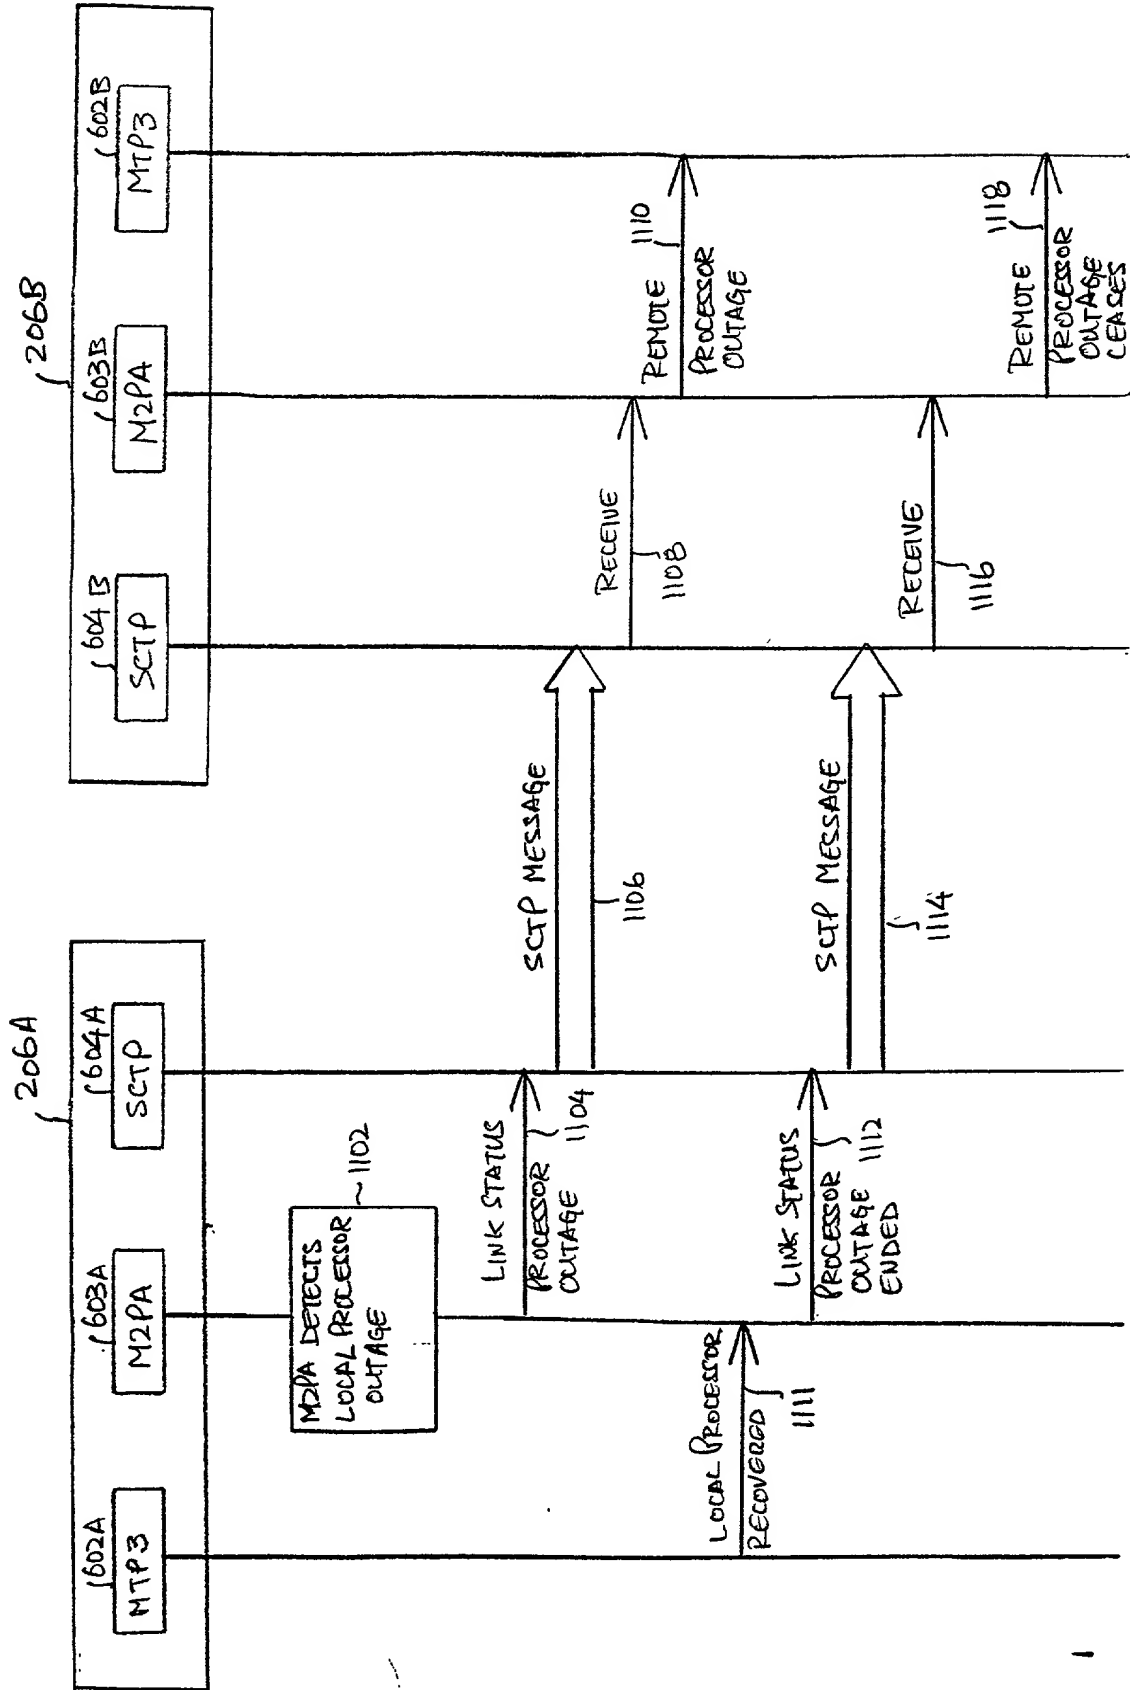 206A
206B
602A
603A
604A
604B
603B
602B
MTP3
M2PA
SCTP
SCTP
M2PA
MTP3
M2PA DETECTS
LOCAL PROCESSOR
OUTAGE
1102
LINK STATUS
PROCESSOR
OUTAGE
1104
SCTP MESSAGE
1106
RECEIVE
1108
REMOTE
PROCESSOR
OUTAGE
1110
LOCAL PROCESSOR
RECOVERED
1111
LINK STATUS
PROCESSOR
OUTAGE
ENDED
1112
SCTP MESSAGE
1114
RECEIVE
1116
REMOTE
PROCESSOR
OUTAGE
CEASES
1118